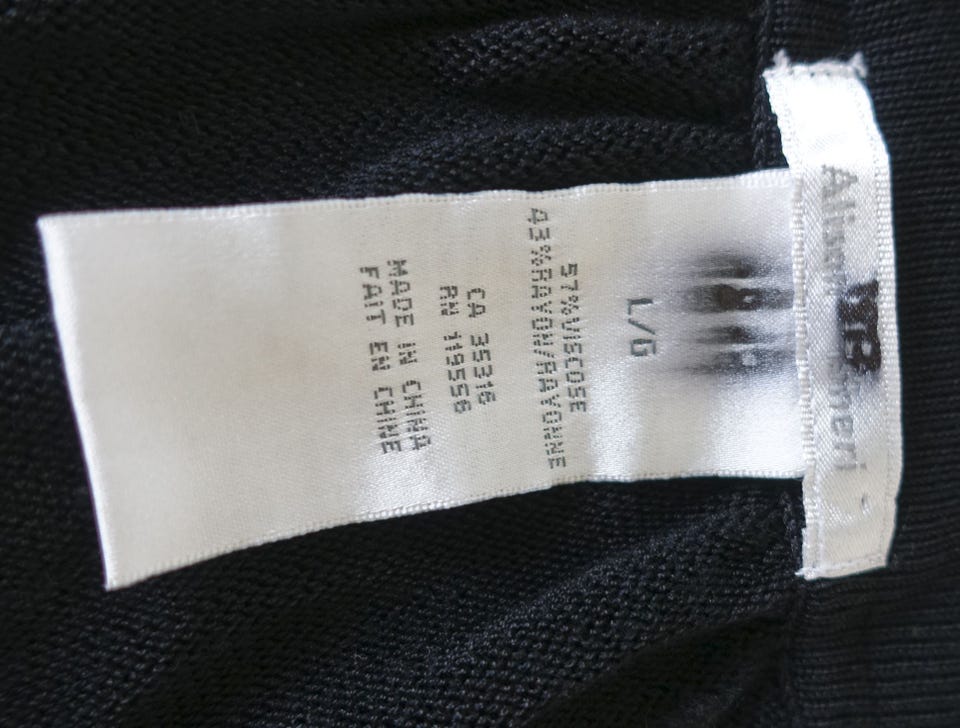 L/G
57%VISCOSE
43%RAYON/RAYONNE
CA 35316
RN 119556
MADE IN CHINA
FAIT EN CHINE